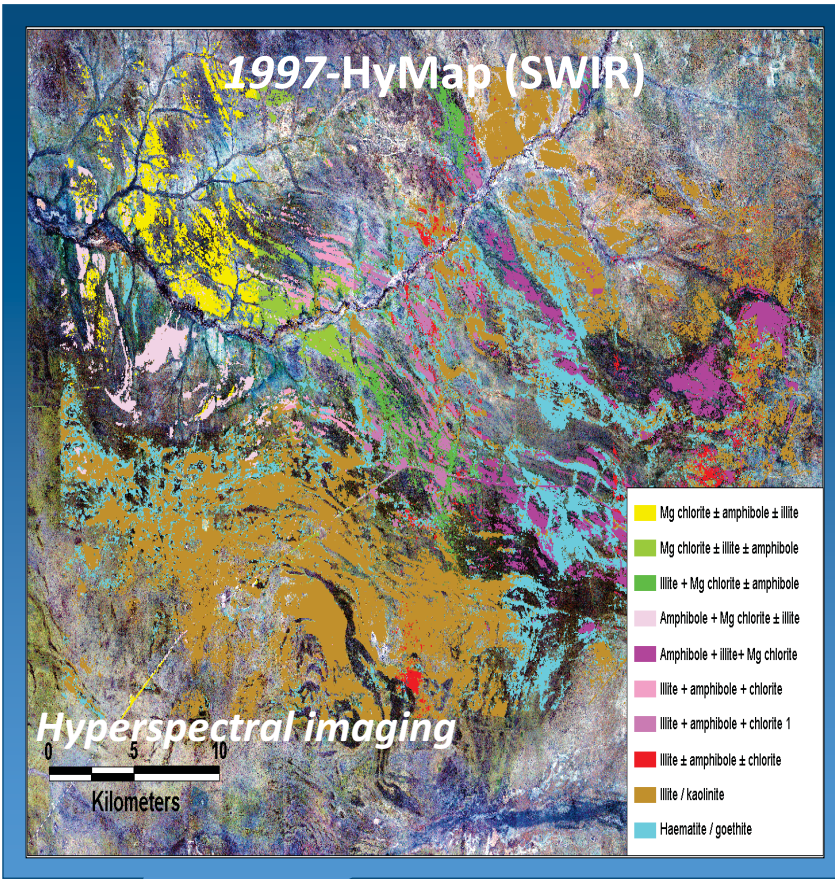 1997-HyMap (SWIR)
Mg chlorite ± amphibole ± illite
Mg chlorite ± illite ± amphibole
Illite + Mg chlorite ± amphibole
Amphibole + Mg chlorite ± illite
Amphibole + illite+ Mg chlorite
Illite + amphibole + chlorite
Illite + amphibole + chlorite 1
Illite ± amphibole ± chlorite
Illite / kaolinite
Haematite / goethite
Hyperspectral imaging
0 5 10
Kilometers